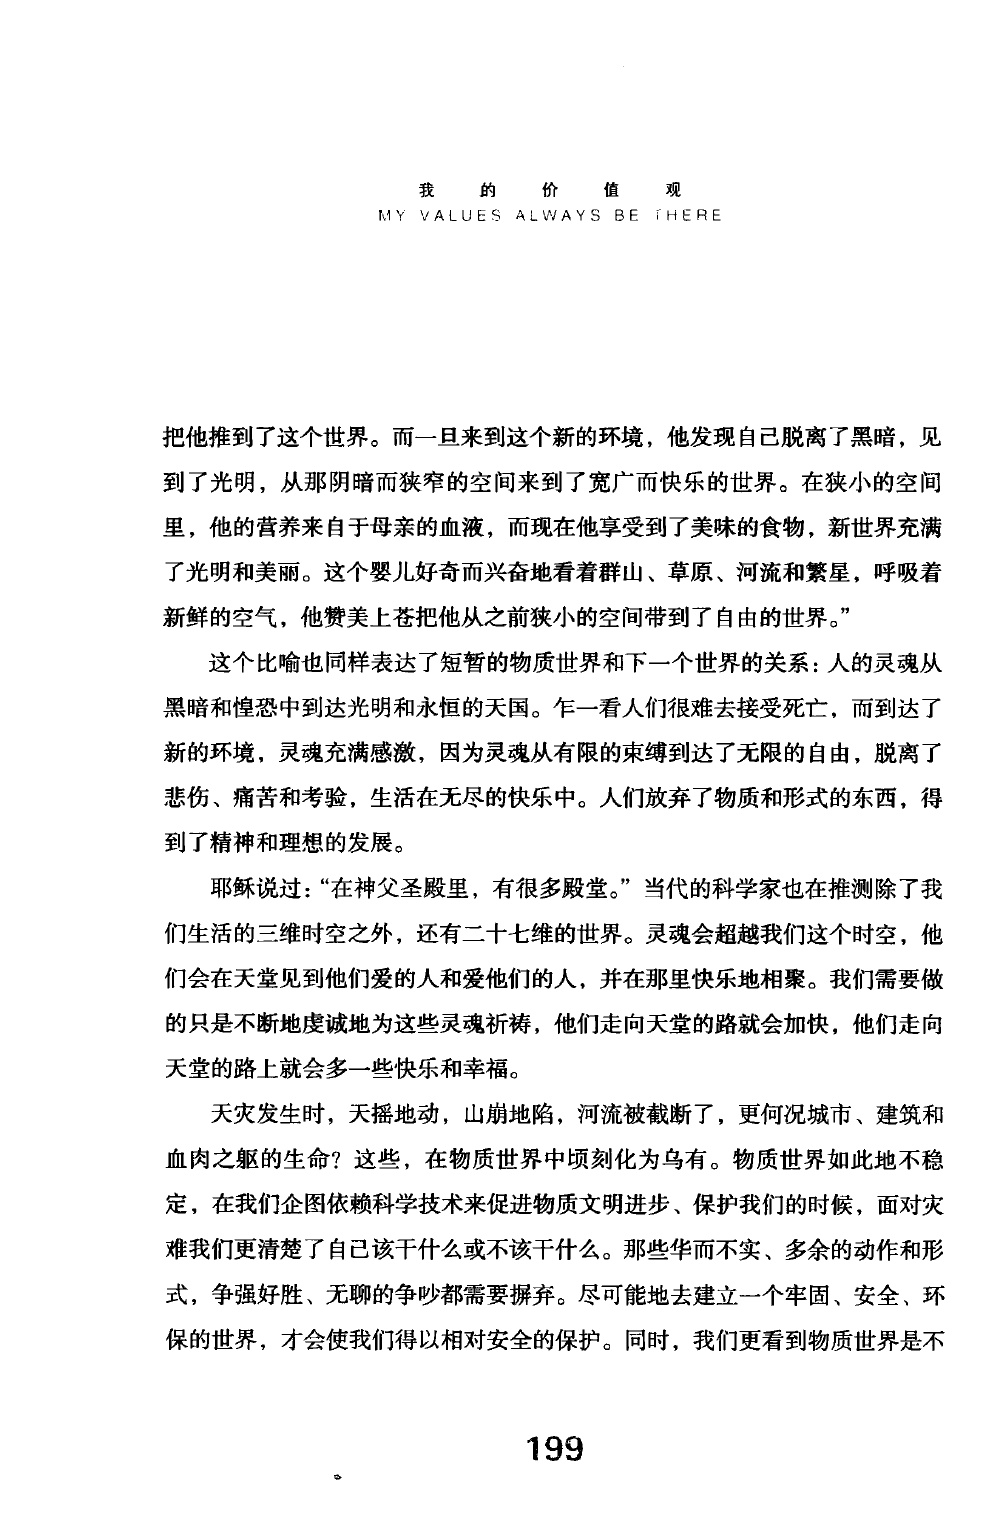 我的价值观
MY VALUES ALWAYS BE THERE
把他推到了这个世界。而一旦来到这个新的环境，他发现自己脱离了黑暗，见
到了光明，从那阴暗而狭窄的空间来到了宽广而快乐的世界。在狭小的空间
里，他的营养来自于母亲的血液，而现在他享受到了美味的食物，新世界充满
了光明和美丽。这个婴儿好奇而兴奋地看着群山、草原、河流和繁星，呼吸着
新鲜的空气，他赞美上苍把他从之前狭小的空间带到了自由的世界。”
这个比喻也同样表达了短暂的物质世界和下一个世界的关系：人的灵魂从
黑暗和惶恐中到达光明和永恒的天国。乍一看人们很难去接受死亡，而到达了
新的环境，灵魂充满感激，因为灵魂从有限的束缚到达了无限的自由，脱离了
悲伤、痛苦和考验，生活在无尽的快乐中。人们放弃了物质和形式的东西，得
到了精神和理想的发展。
耶稣说过：“在神父圣殿里，有很多殿堂。”当代的科学家也在推测除了我
们生活的三维时空之外，还有二十七维的世界。灵魂会超越我们这个时空，他
们会在天堂见到他们爱的人和爱他们的人，并在那里快乐地相聚。我们需要做
的只是不断地虔诚地为这些灵魂祈祷，他们走向天堂的路就会加快，他们走向
天堂的路上就会多一些快乐和幸福。
天灾发生时，天摇地动，山崩地陷，河流被截断了，更何况城市、建筑和
血肉之躯的生命？这些，在物质世界中顷刻化为乌有。物质世界如此地不稳
定，在我们企图依赖科学技术来促进物质文明进步、保护我们的时候，面对灾
难我们更清楚了自己该干什么或不该干什么。那些华而不实、多余的动作和形
式，争强好胜、无聊的争吵都需要摒弃。尽可能地去建立一个牢固、安全、环
保的世界，才会使我们得以相对安全的保护。同时，我们更看到物质世界是不
199